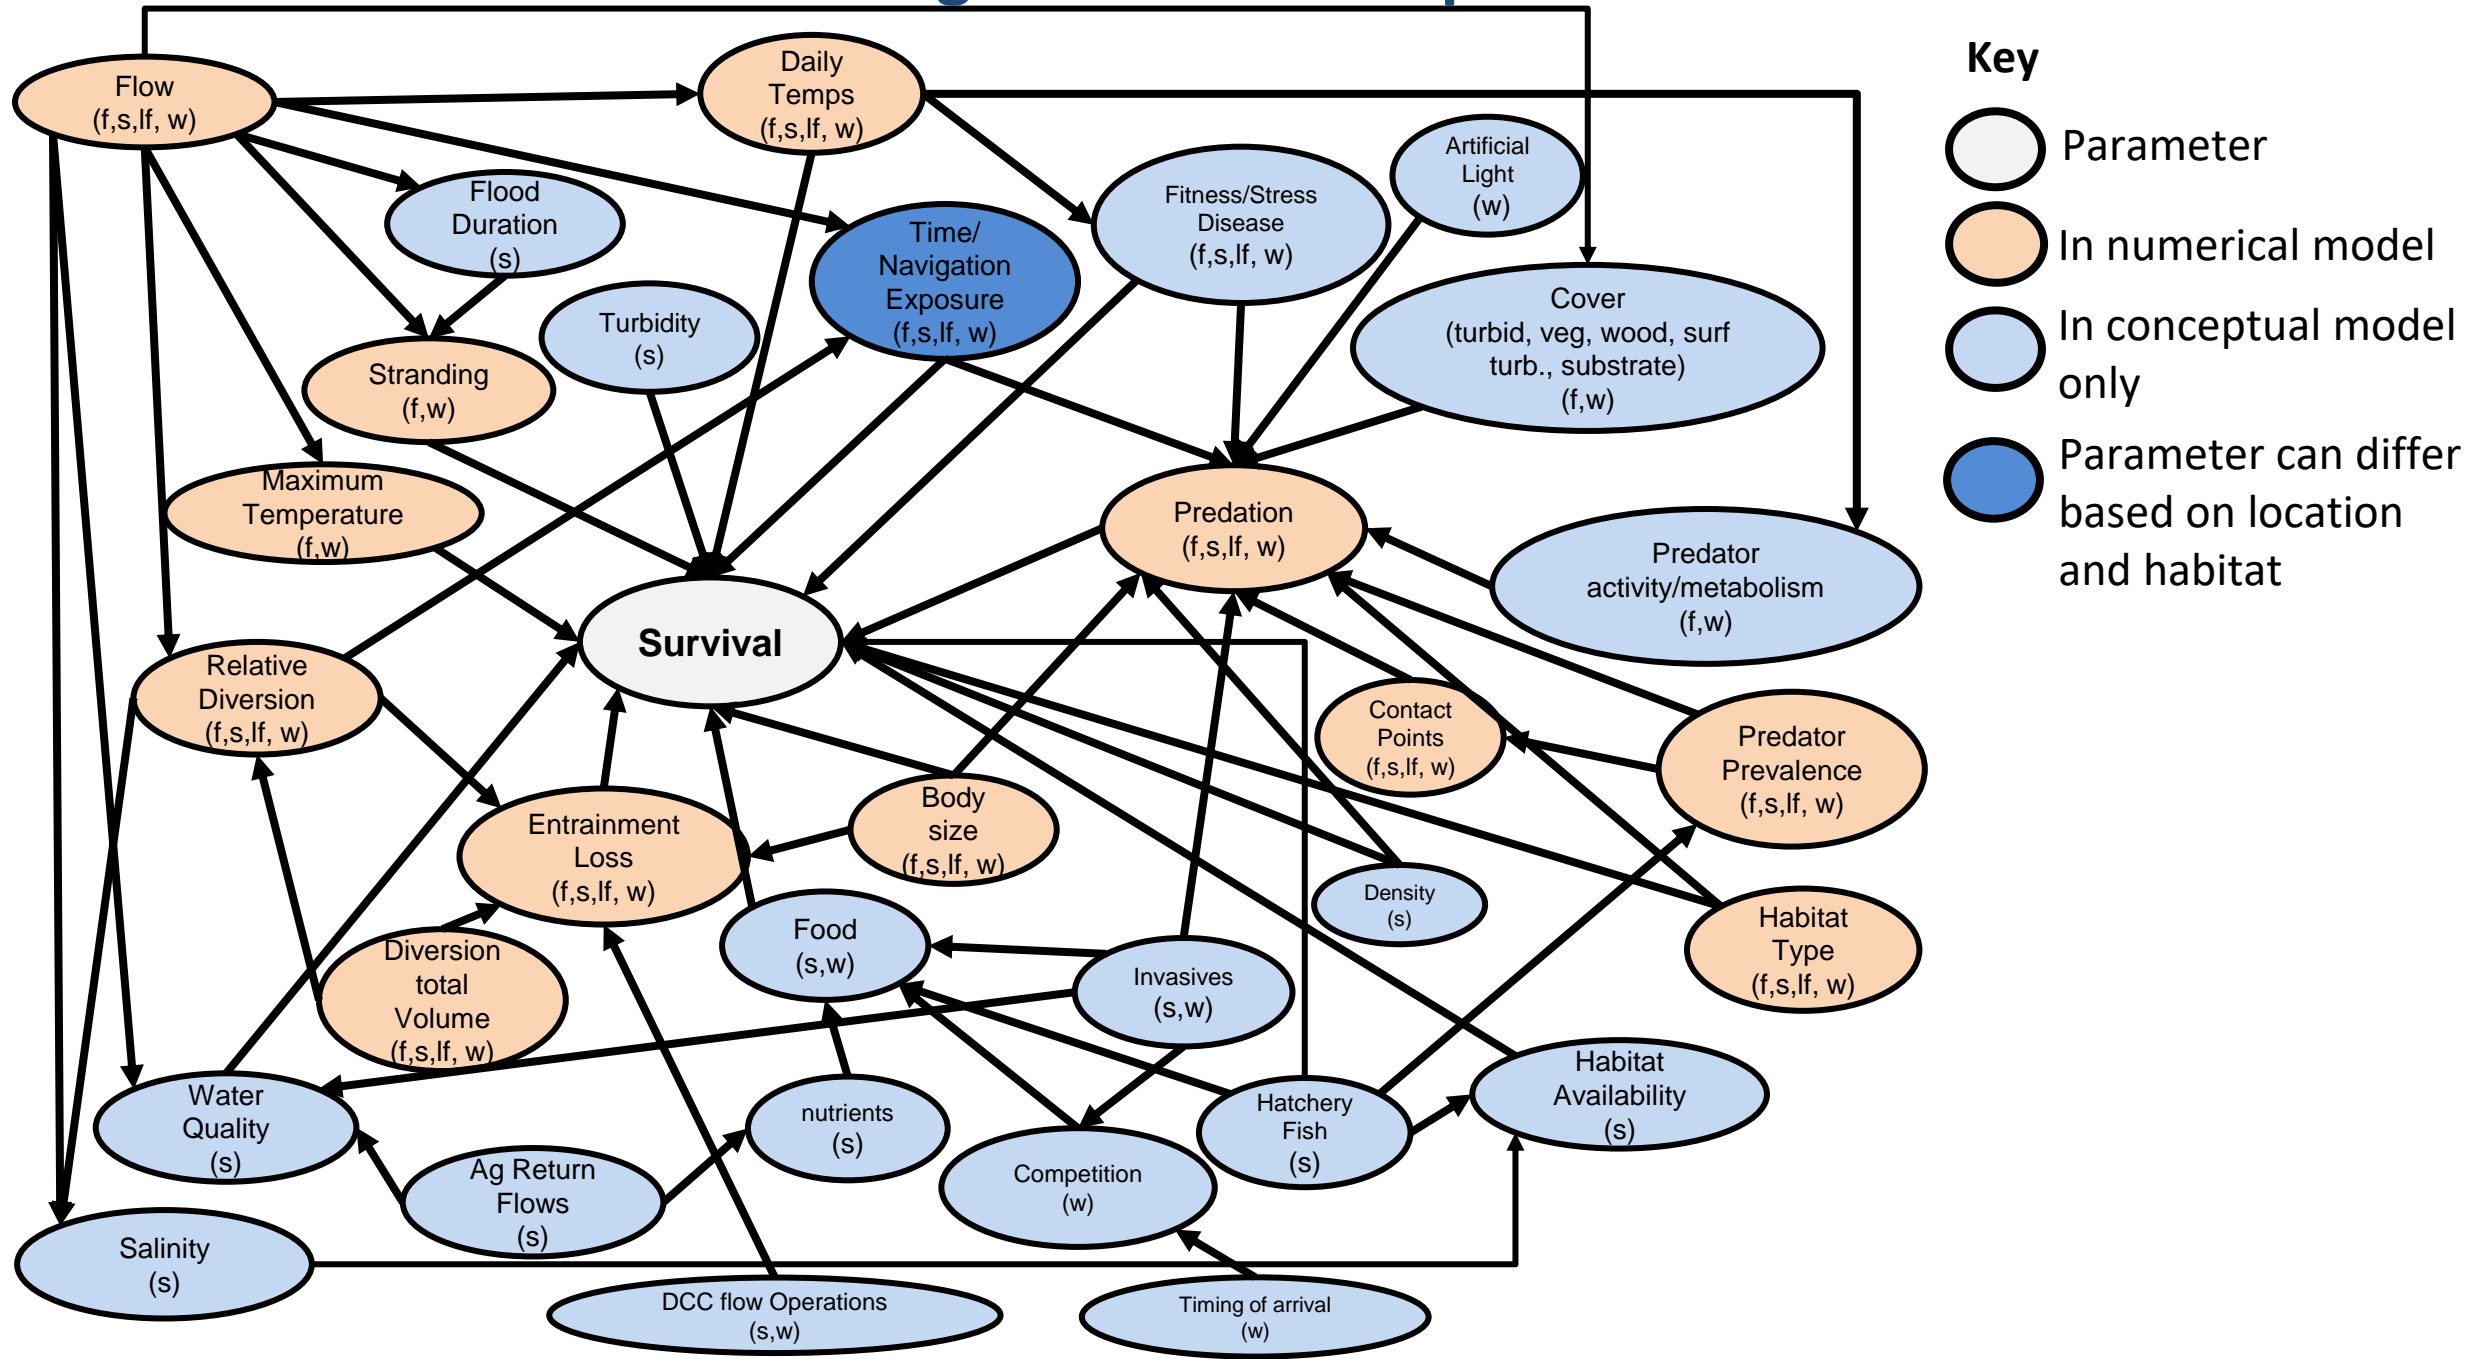 Flow
(f,s,lf, w)
Daily
Temps
(f,s,lf, w)
Flood
Duration
(s)
Time/
Navigation
Exposure
(f,s,lf, w)
Fitness/Stress
Disease
(f,s,lf, w)
Artificial
Light
(w)
Turbidity
(s)
Cover
(turbid, veg, wood, surf
turb., substrate)
(f,w)
Stranding
(f,w)
Maximum
Temperature
(f,w)
Predation
(f,s,lf, w)
Predator
activity/metabolism
(f,w)
Survival
Relative
Diversion
(f,s,lf, w)
Contact
Points
(f,s,lf, w)
Predator
Prevalence
(f,s,lf, w)
Entrainment
Loss
(f,s,lf, w)
Body
size
(f,s,lf, w)
Density
(s)
Habitat
Type
(f,s,lf, w)
Food
(s,w)
Invasives
(s,w)
Diversion
total
Volume
(f,s,lf, w)
Water
Quality
(s)
nutrients
(s)
Hatchery
Fish
(s)
Habitat
Availability
(s)
Ag Return
Flows
(s)
Competition
(w)
Salinity
(s)
DCC flow Operations
(s,w)
Timing of arrival
(w)
Key
Parameter
In numerical model
In conceptual model
only
Parameter can differ
based on location
and habitat